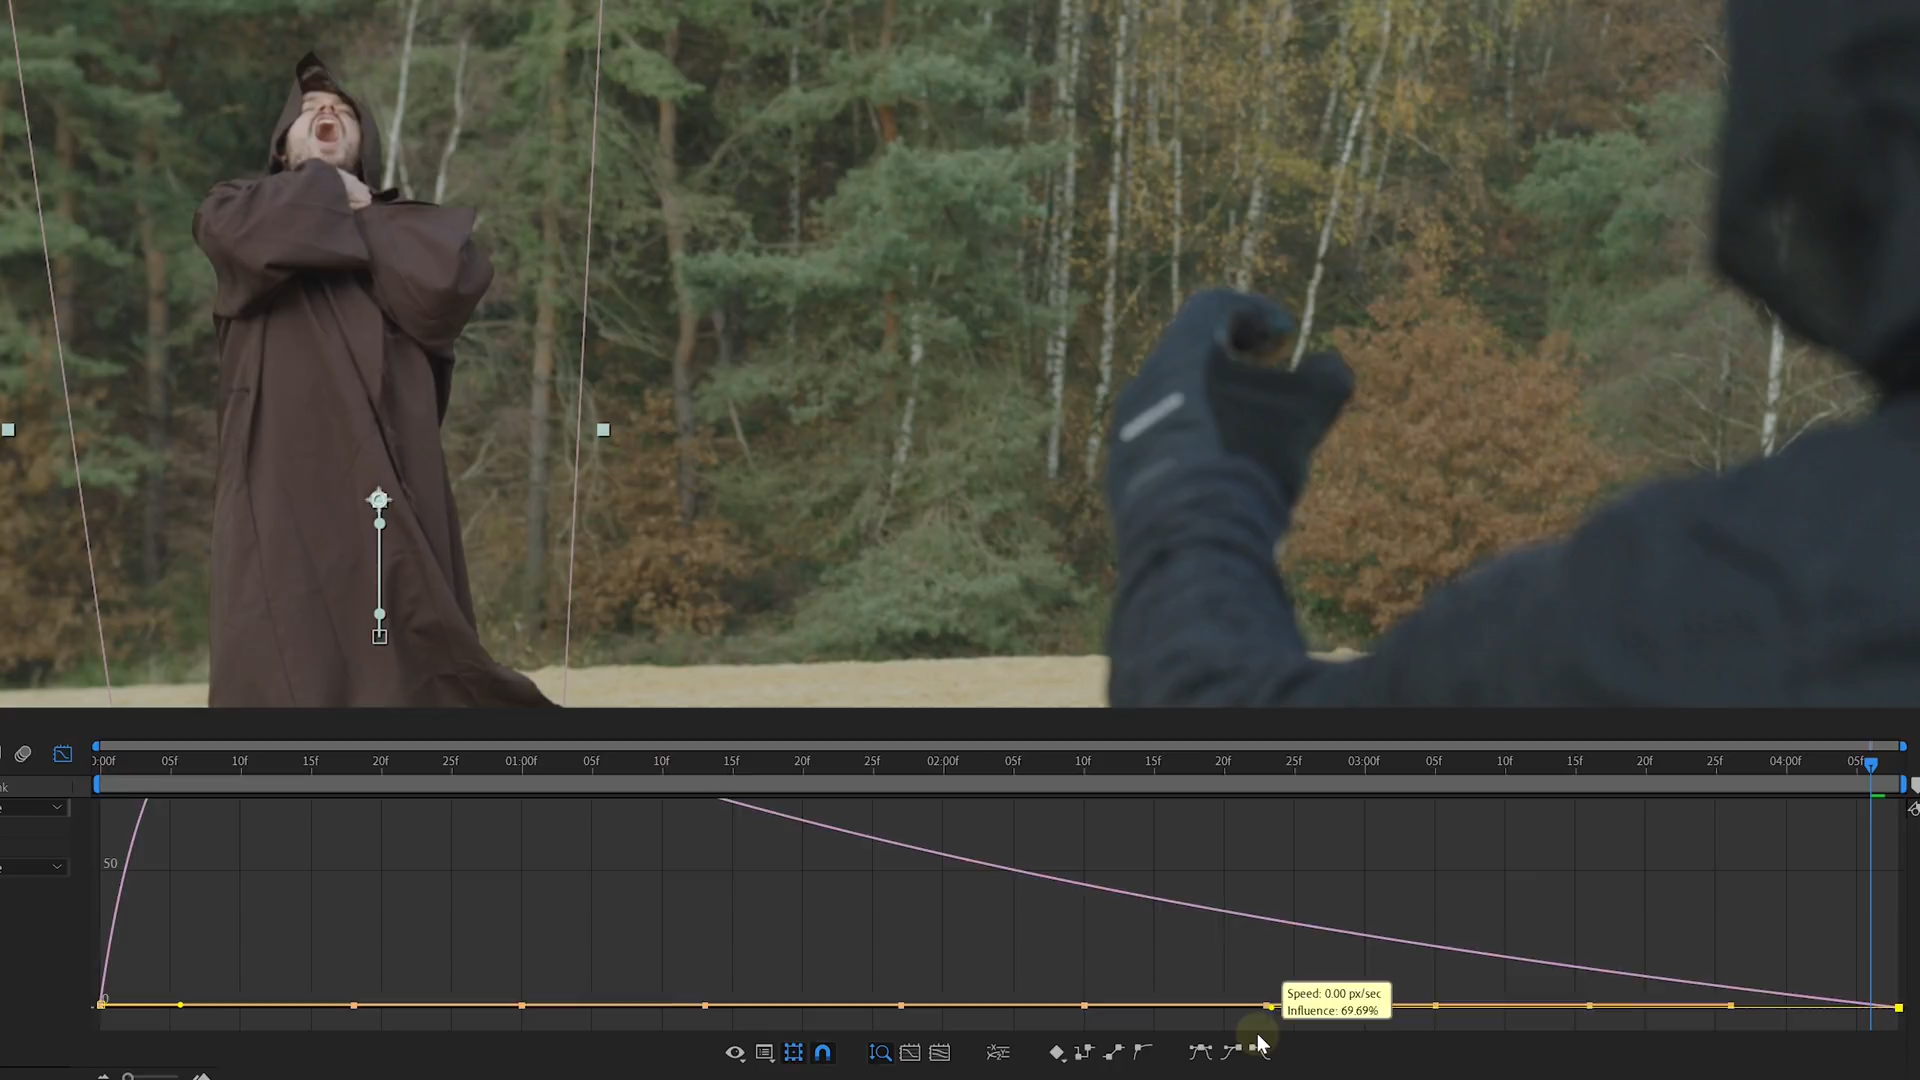 0:00f 05f 10f 15f 20f 25f 01:00f 05f 10f 15f 20f 25f 02:00f 05f 10f 15f 20f 25f 03:00f 05f 10f 15f 20f 25f 04:00f 05f
nk
e
50
e
0
Speed: 0.00 px/sec
Influence: 69.69%